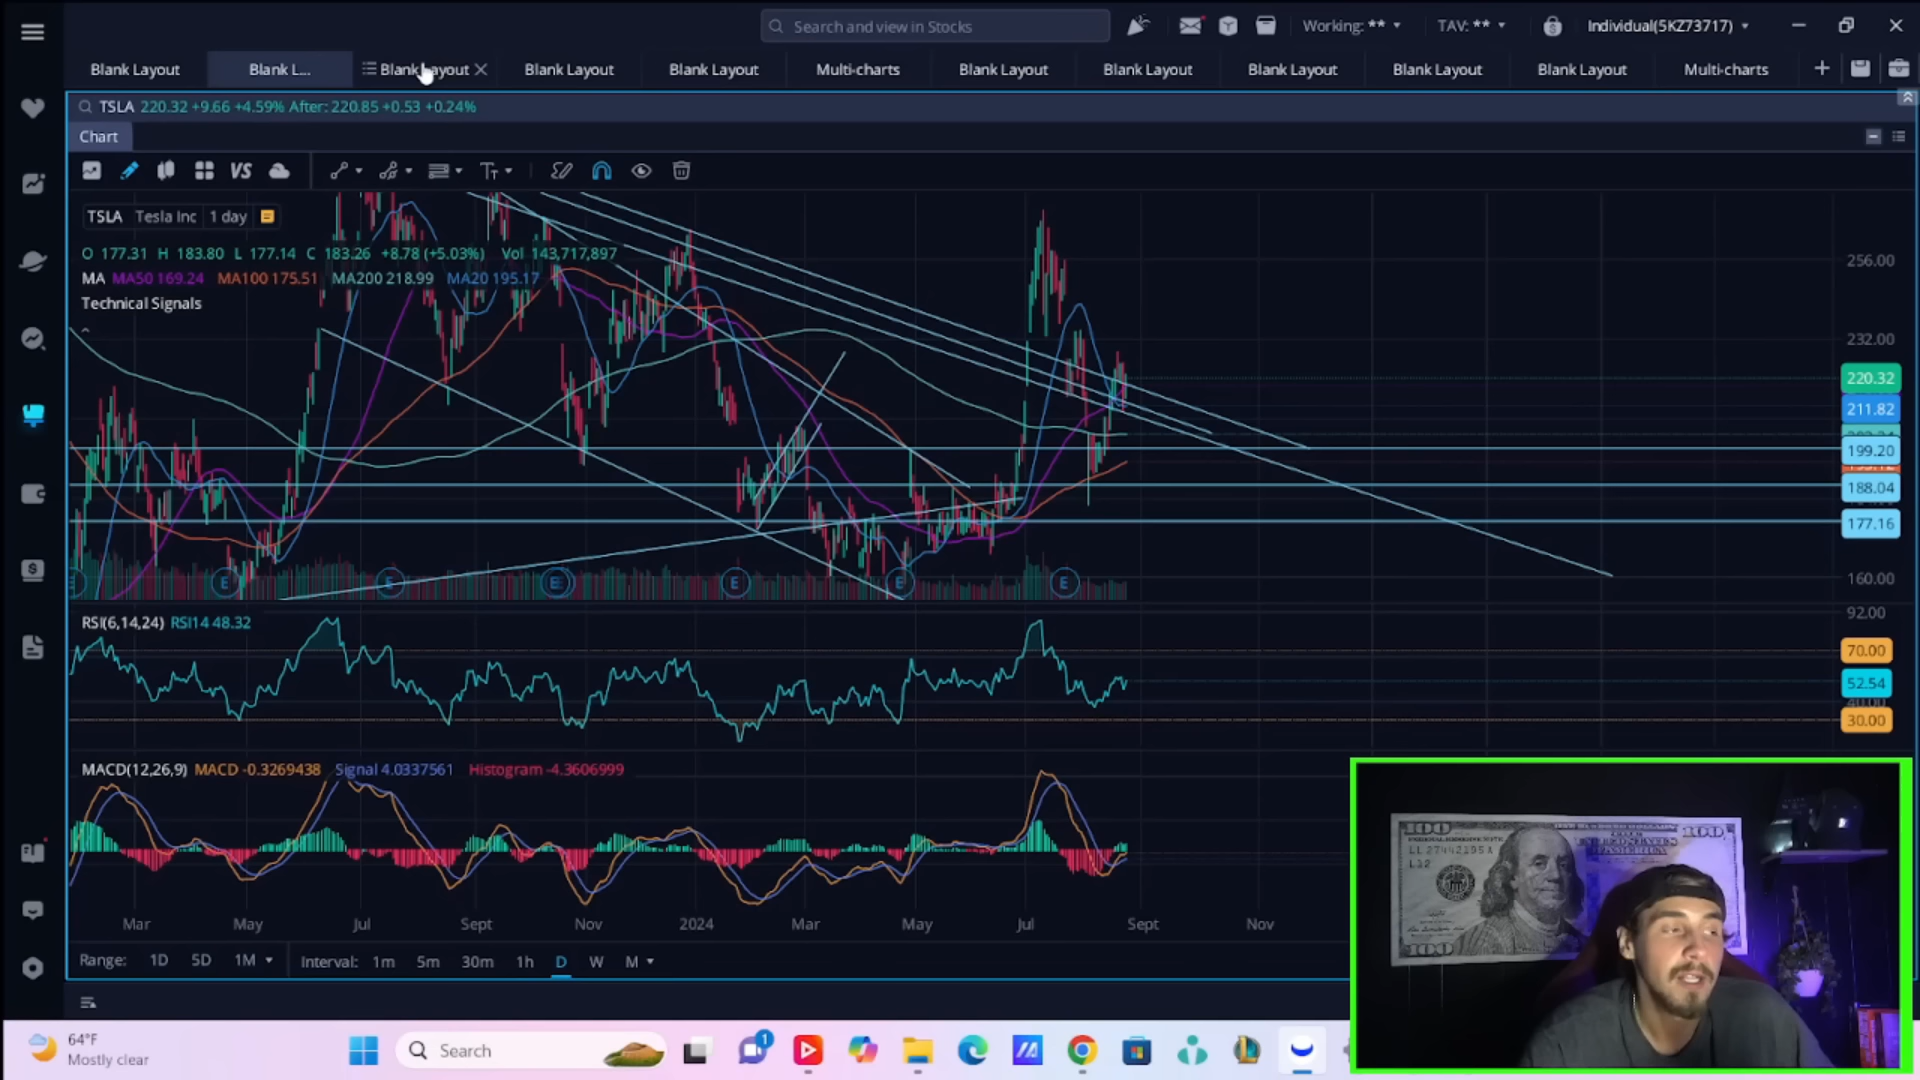 Search and view in Stocks
Working: ** TAV: ** Individual(5KZ73717)
Blank Layout Blank L... Blank Layout Blank Layout Blank Layout Multi-charts Blank Layout Blank Layout Blank Layout Blank Layout Blank Layout Multi-charts
TSLA 220.32 +9.66 +4.59% After: 220.85 +0.53 +0.24%
Chart
VS
TSLA Tesla Inc 1 day
O 177.31 H 183.80 L 177.14 C 183.26 +8.78 (+5.03%) Vol 143,717,897
MA MA50 169.24 MA100 175.51 MA200 218.99 MA20 195.17
Technical Signals
256.00
232.00
220.32
211.82
199.20
188.04
177.16
160.00
E E E E E E
RSI(6,14,24) RSI14 48.32
92.00
70.00
52.54
30.00
MACD(12,26,9) MACD -0.3269438 Signal 4.0337561 Histogram -4.3606999
Mar May Jul Sept Nov 2024 Mar May Jul Sept Nov
Range: 1D 5D 1M Interval: 1m 5m 30m 1h D W M
100 100
100
64°F
Mostly clear
Search
1